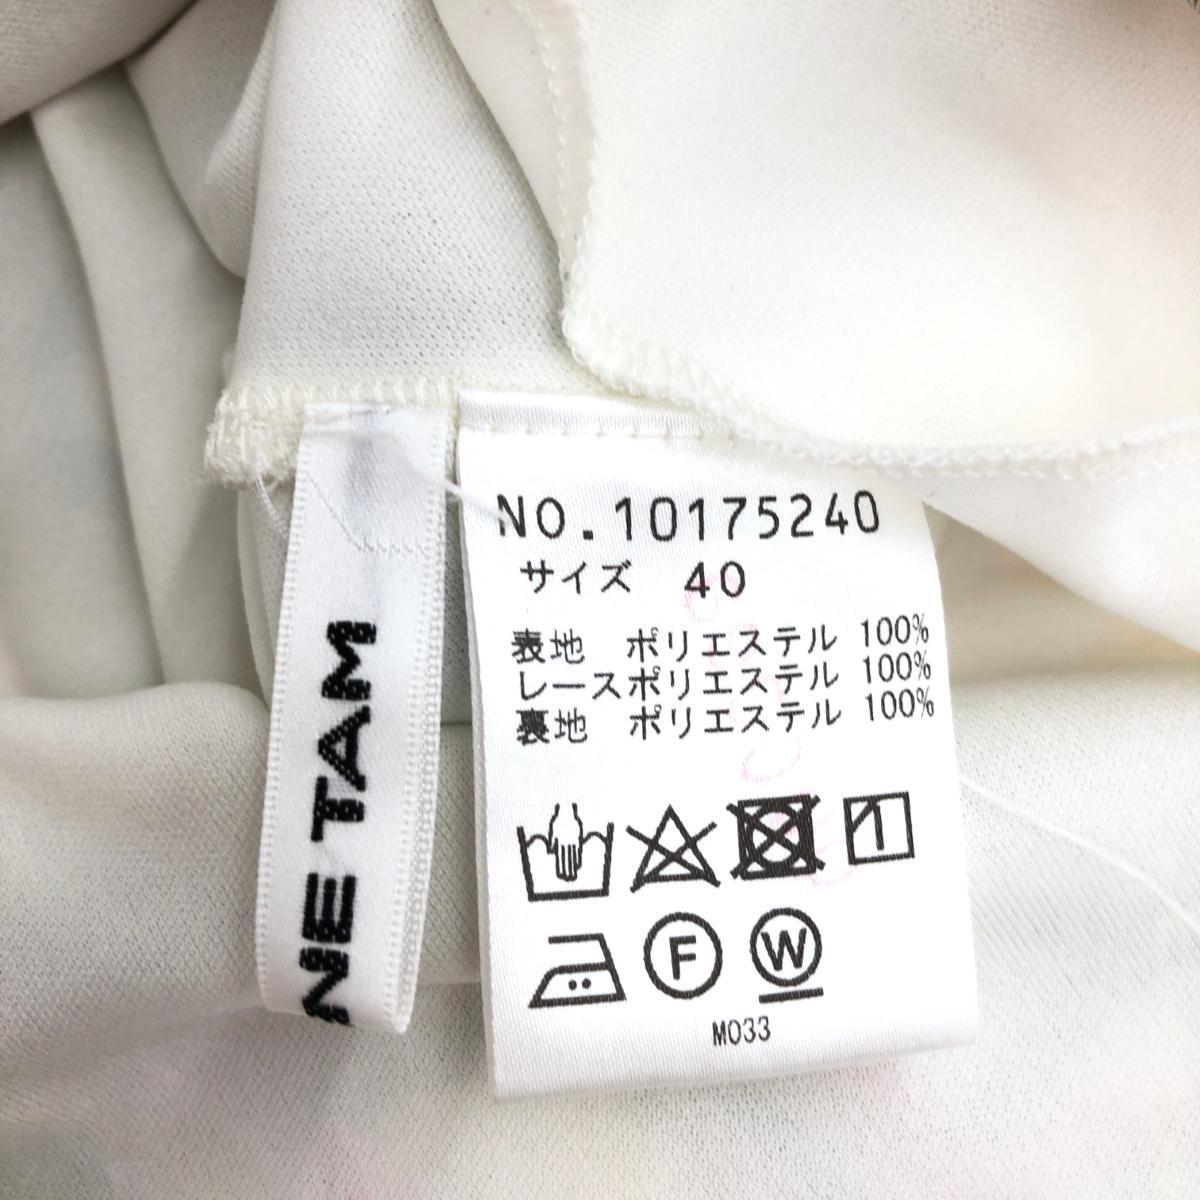 NO.10175240
サイズ 40
表地 ポリエステル 100%
レースポリエステル 100%
裏地 ポリエステル 100%
1
F W
M033
NE TAM